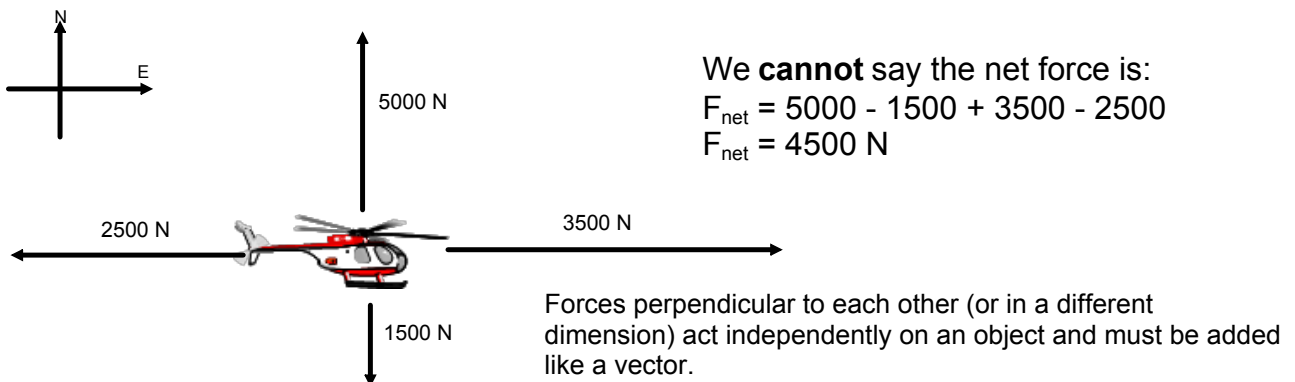 N
E
5000 N
We cannot say the net force is:
Fnet = 5000 - 1500 + 3500 - 2500
Fnet = 4500 N
2500 N
3500 N
Forces perpendicular to each other (or in a different
dimension) act independently on an object and must be added
like a vector.
1500 N